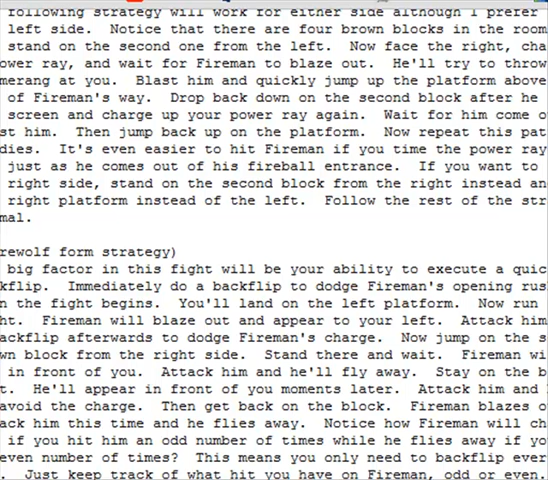 following strategy will work for either side although I prefer
left side.  Notice that there are four brown blocks in the room
stand on the second one from the left.  Now face the right, cha
ower ray, and wait for Fireman to blaze out.  He'll try to throw
merang at you.  Blast him and quickly jump up the platform above
of Fireman's way.  Drop back down on the second block after he
screen and charge up your power ray again.  Wait for him come o
st him.  Then jump back up on the platform.  Now repeat this pat
dies.  It's even easier to hit Fireman if you time the power ray
just as he comes out of his fireball entrance.  If you want to
right side, stand on the second block from the right instead an
right platform instead of the left.  Follow the rest of the str
mal.
rewolf form strategy)
big factor in this fight will be your ability to execute a quic
kflip.  Immediately do a backflip to dodge Fireman's opening rus
n the fight begins.  You'll land on the left platform.  Now run
ht.  Fireman will blaze out and appear to your left.  Attack him
ackflip afterwards to dodge Fireman's charge.  Now jump on the s
wn block from the right side.  Stand there and wait.  Fireman wi
in front of you.  Attack him and he'll fly away.  Stay on the b
t.  He'll appear in front of you moments later.  Attack him and
avoid the charge.  Then get back on the block.  Fireman blazes o
ack him this time and he flies away.  Notice how Fireman will ch
if you hit him an odd number of times while he flies away if yo
even number of times?  This means you only need to backflip ever
.  Just keep track of what hit you have on Fireman, odd or even.